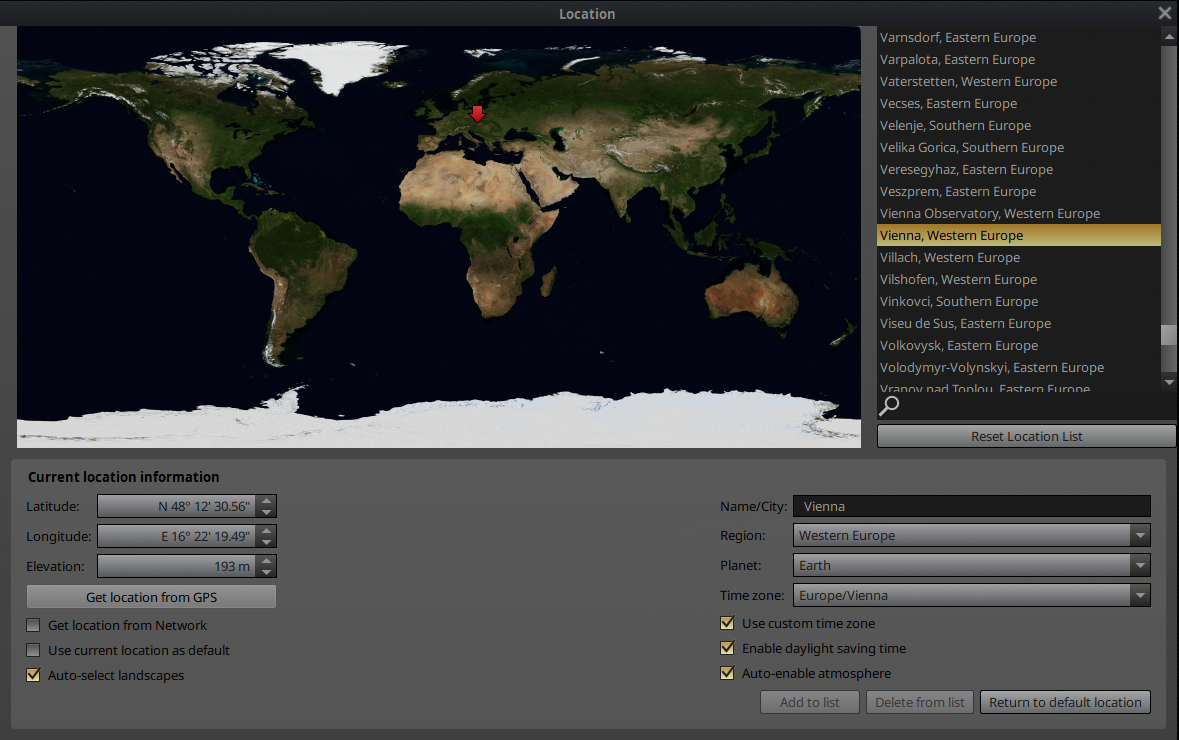 Location
Varnsdorf, Eastern Europe
Varpalota, Eastern Europe
Vaterstetten, Western Europe
Vecses, Eastern Europe
Velenje, Southern Europe
Velika Gorica, Southern Europe
Veresegyhaz, Eastern Europe
Veszprem, Eastern Europe
Vienna Observatory, Western Europe
Vienna, Western Europe
Villach, Western Europe
Vilshofen, Western Europe
Vinkovci, Southern Europe
Viseu de Sus, Eastern Europe
Volkovysk, Eastern Europe
Volodymyr-Volynskyi, Eastern Europe
Vranov nad Toplou, Eastern Europe
Reset Location List
Current location information
Latitude: N 48° 12' 30.56"
Longitude: E 16° 22' 19.49"
Elevation: 193 m
Get location from GPS
Get location from Network
Use current location as default
Auto-select landscapes
Name/City: Vienna
Region: Western Europe
Planet: Earth
Time zone: Europe/Vienna
Use custom time zone
Enable daylight saving time
Auto-enable atmosphere
Add to list Delete from list Return to default location